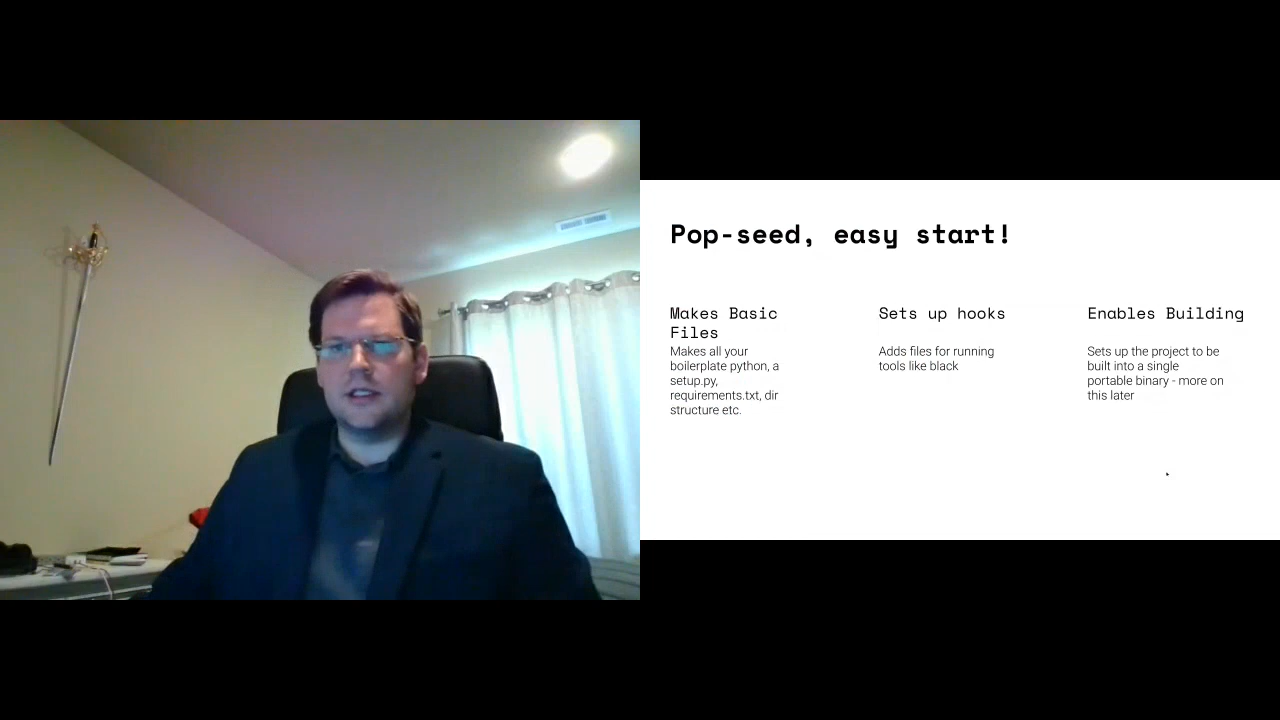 Pop-seed, easy start!
Makes Basic
Files
Makes all your
boilerplate python, a
setup.py,
requirements.txt, dir
structure etc.
Sets up hooks
Adds files for running
tools like black
Enables Building
Sets up the project to be
built into a single
portable binary - more on
this later